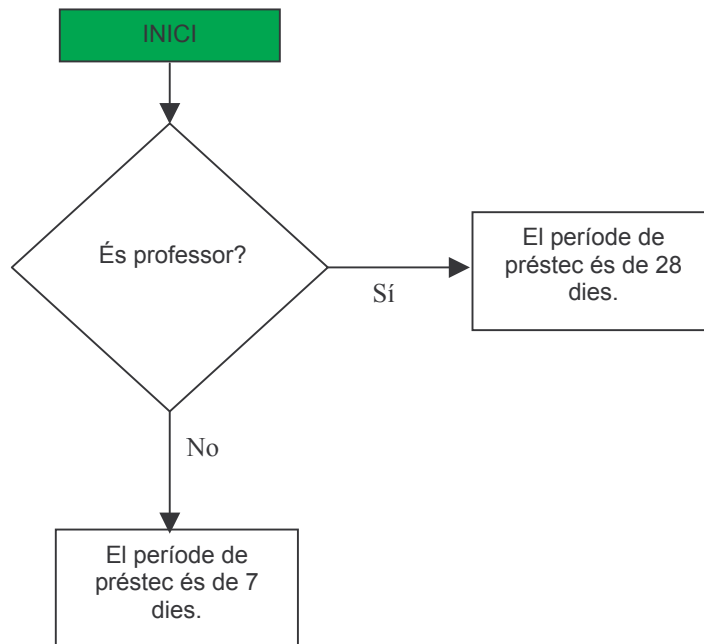 INICI
És professor?
Sí
El període de
préstec és de 28
dies.
No
El període de
préstec és de 7
dies.